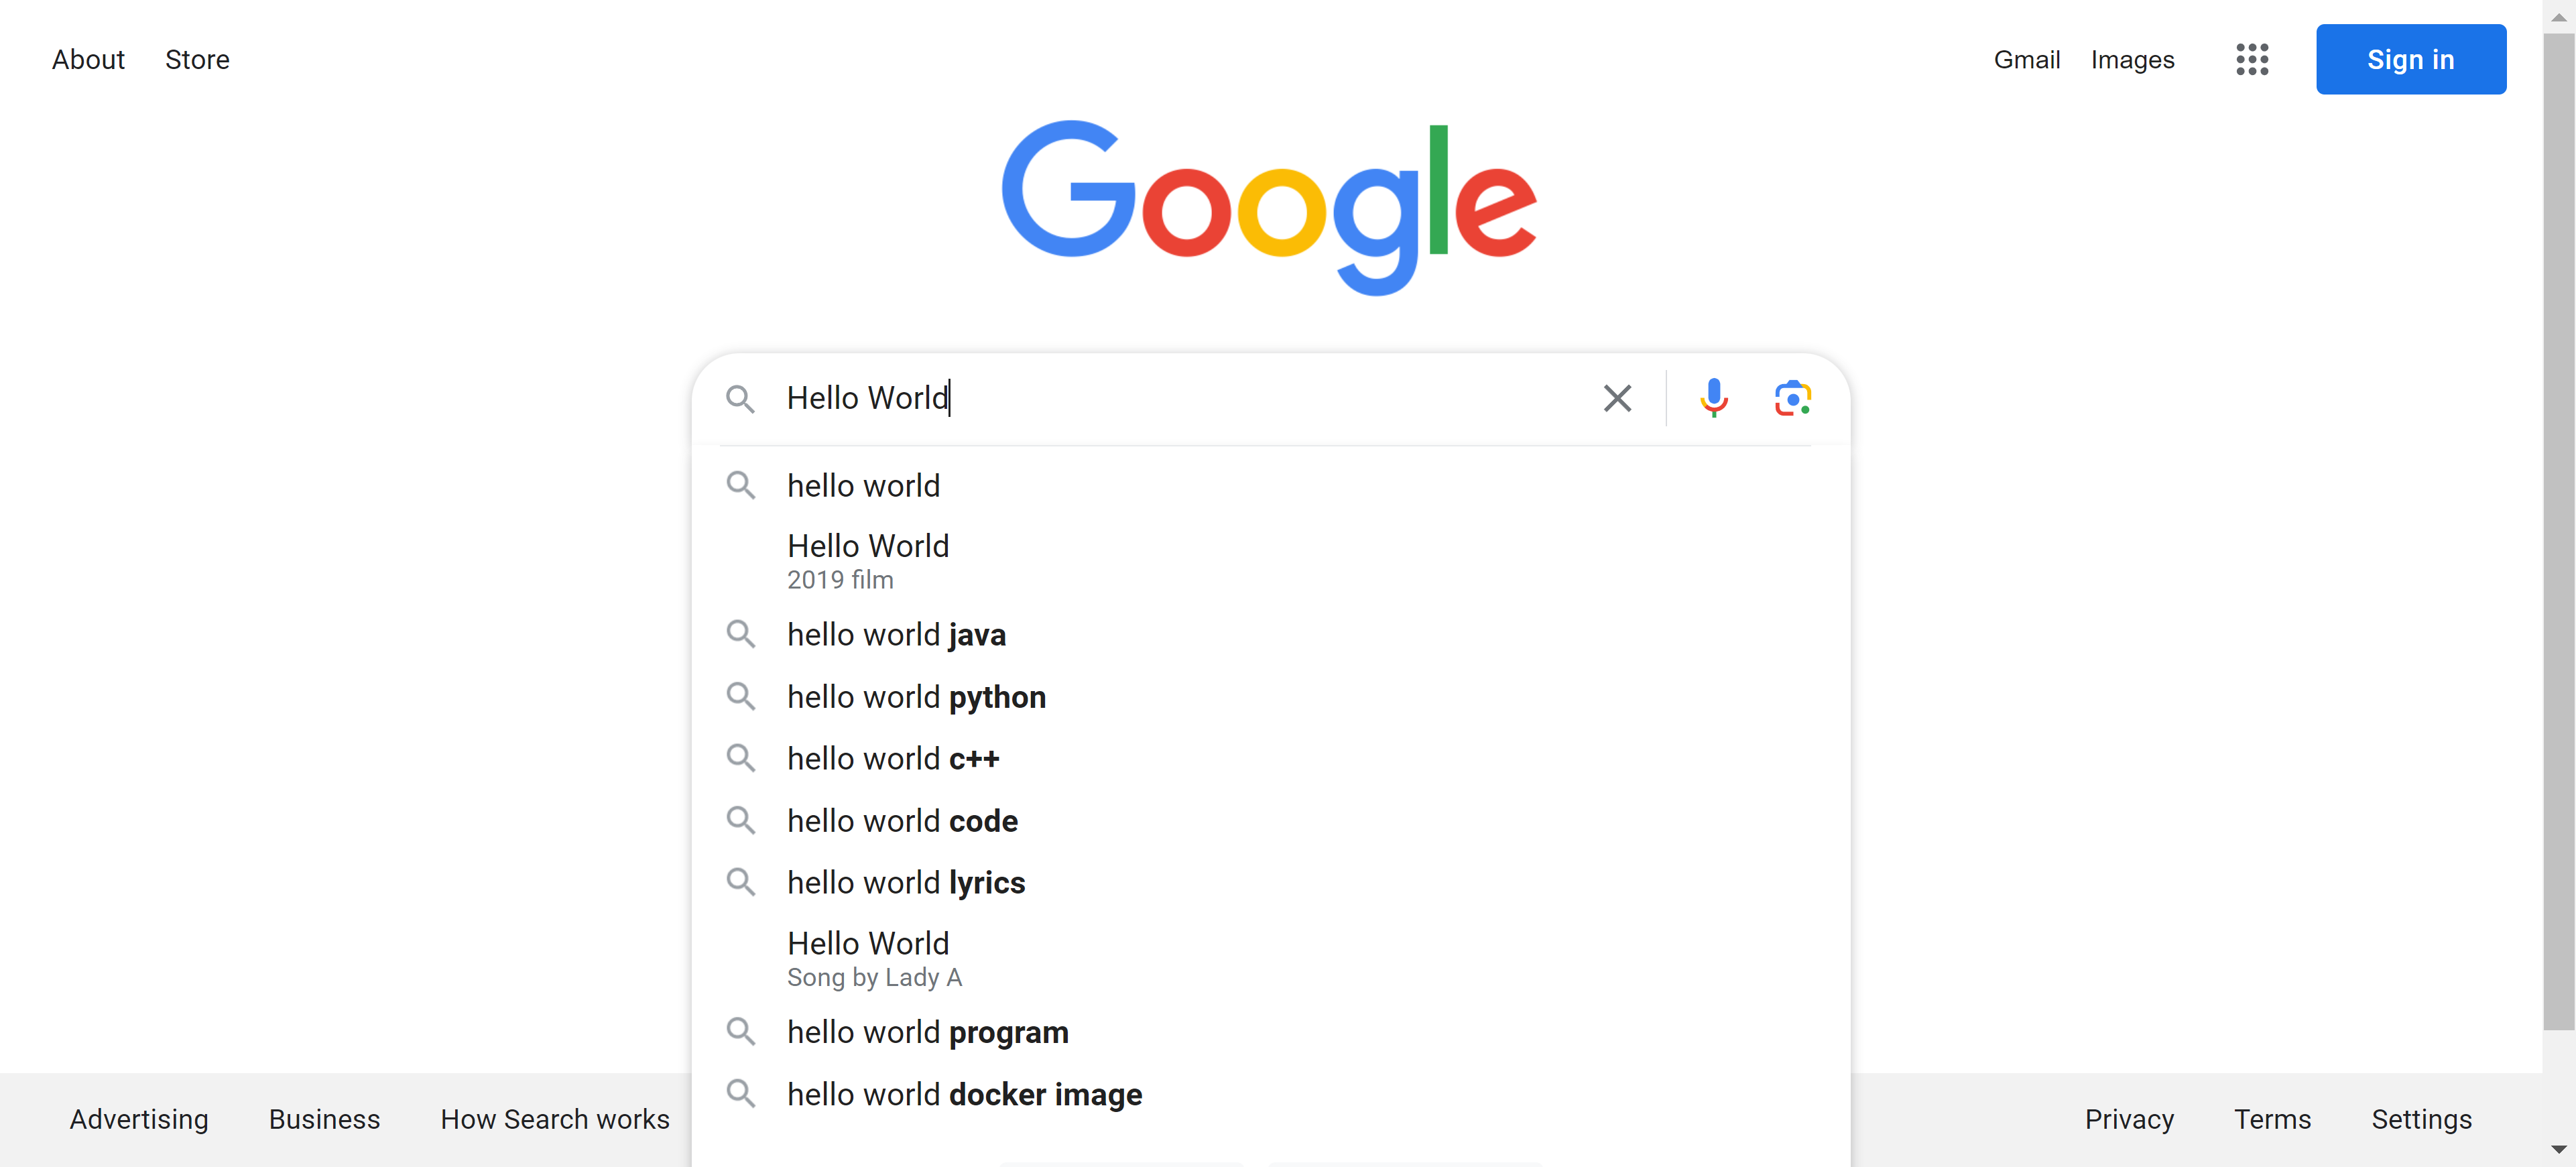 About Store Gmail Images Sign in
Google
Hello World
hello world
Hello World
2019 film
hello world java
hello world python
hello world c++
hello world code
hello world lyrics
Hello World
Song by Lady A
hello world program
hello world docker image
Advertising Business How Search works Privacy Terms Settings